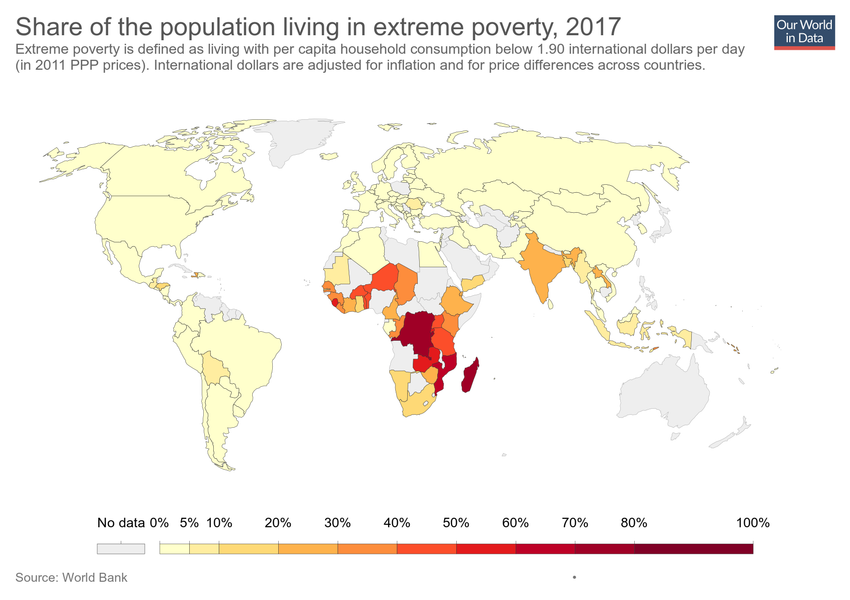 Share of the population living in extreme poverty, 2017
Our World
in Data
Extreme poverty is defined as living with per capita household consumption below 1.90 international dollars per day
(in 2011 PPP prices). International dollars are adjusted for inflation and for price differences across countries.
No data 0% 5% 10% 20% 30% 40% 50% 60% 70% 80% 100%
Source: World Bank
•